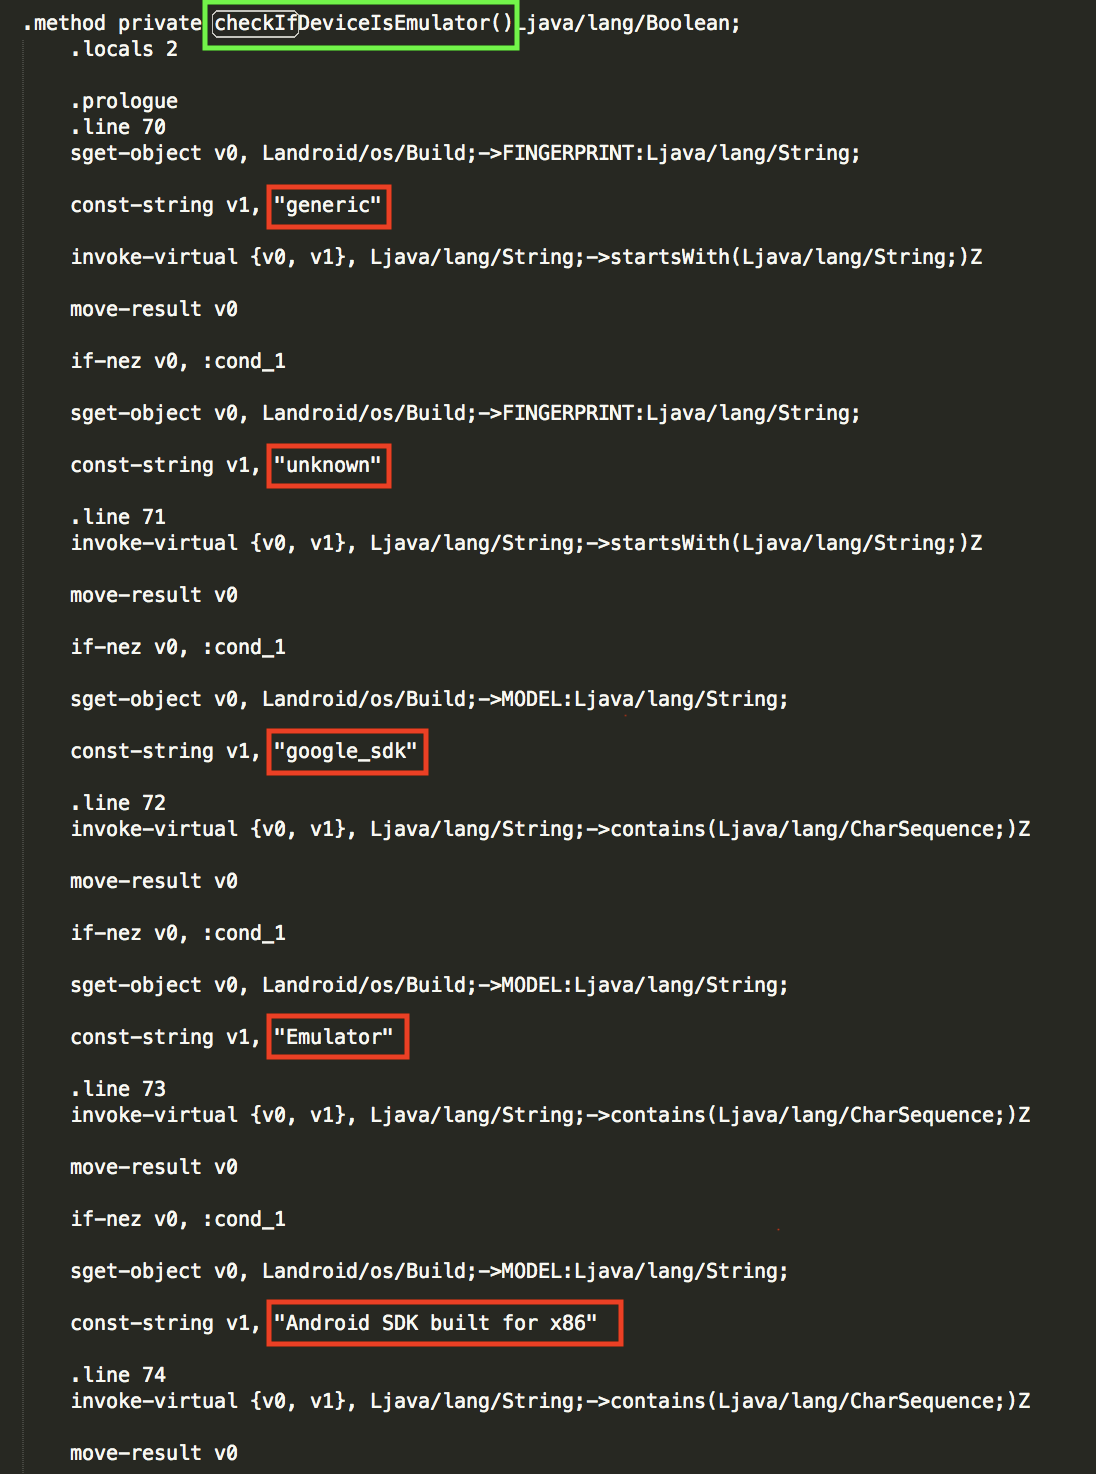 .method private checkIfDeviceIsEmulator()Ljava/lang/Boolean;
.locals 2
.prologue
.line 70
sget-object v0, Landroid/os/Build;->FINGERPRINT:Ljava/lang/String;
const-string v1, "generic"
invoke-virtual {v0, v1}, Ljava/lang/String;->startsWith(Ljava/lang/String;)Z
move-result v0
if-nez v0, :cond_1
sget-object v0, Landroid/os/Build;->FINGERPRINT:Ljava/lang/String;
const-string v1, "unknown"
.line 71
invoke-virtual {v0, v1}, Ljava/lang/String;->startsWith(Ljava/lang/String;)Z
move-result v0
if-nez v0, :cond_1
sget-object v0, Landroid/os/Build;->MODEL:Ljava/lang/String;
const-string v1, "google_sdk"
.line 72
invoke-virtual {v0, v1}, Ljava/lang/String;->contains(Ljava/lang/CharSequence;)Z
move-result v0
if-nez v0, :cond_1
sget-object v0, Landroid/os/Build;->MODEL:Ljava/lang/String;
const-string v1, "Emulator"
.line 73
invoke-virtual {v0, v1}, Ljava/lang/String;->contains(Ljava/lang/CharSequence;)Z
move-result v0
if-nez v0, :cond_1
sget-object v0, Landroid/os/Build;->MODEL:Ljava/lang/String;
const-string v1, "Android SDK built for x86"
.line 74
invoke-virtual {v0, v1}, Ljava/lang/String;->contains(Ljava/lang/CharSequence;)Z
move-result v0